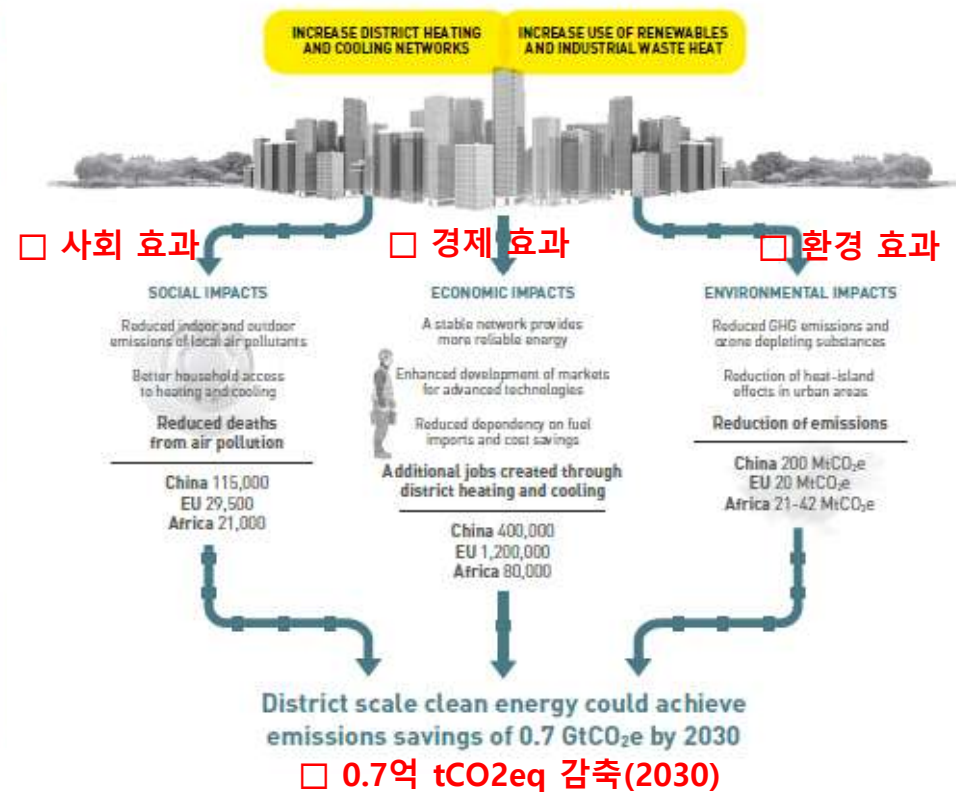 INCREASE DISTRICT HEATING
AND COOLING NETWORKS
INCREASE USE OF RENEWABLES
AND INDUSTRIAL WASTE HEAT
□ 사회 효과
□ 경제 효과
□ 환경 효과
SOCIAL IMPACTS
Reduced indoor and outdoor
emissions of local air pollutants
Better household access
to heating and cooling
Reduced deaths
from air pollution
China 115,000
EU 29,500
Africa 21,000
ECONOMIC IMPACTS
A stable network provides
more reliable energy
Enhanced development of markets
for advanced technologies
Reduced dependency on fuel
imports and cost savings
Additional jobs created through
district heating and cooling
China 400,000
EU 1,200,000
Africa 80,000
ENVIRONMENTAL IMPACTS
Reduced GHG emissions and
ozone depleting substances
Reduction of heat-island
effects in urban areas
Reduction of emissions
China 200 MtCO₂e
EU 20 MtCO₂e
Africa 21-42 MtCO₂e
District scale clean energy could achieve
emissions savings of 0.7 GtCO₂e by 2030
□ 0.7억 tCO2eq 감축(2030)